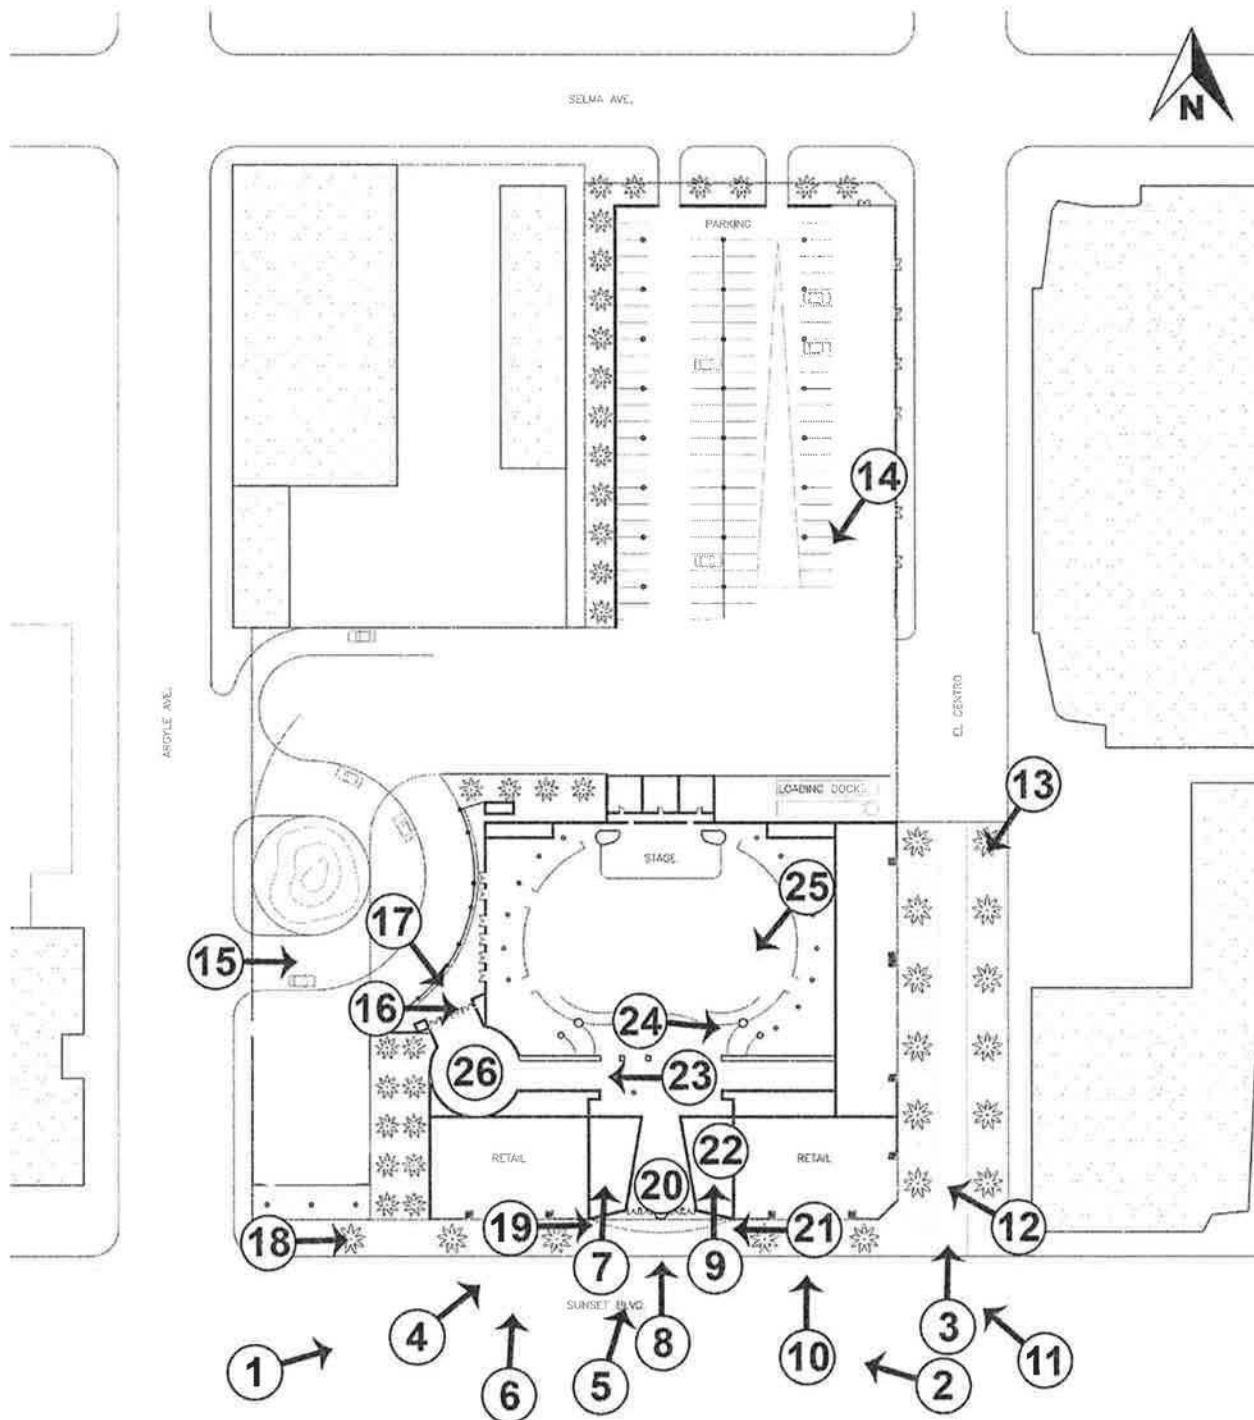 N
SELMA AVE.
PARKING
14
ARGYLE AVE.
EL CENTRO
13
LOADING DOCK
STAGE
25
17
15
16
24
26
23
RETAIL
22
RETAIL
20
12
18
19
21
7
9
SUNSET BLVD.
4
8
3
1
6
5
10
2
11